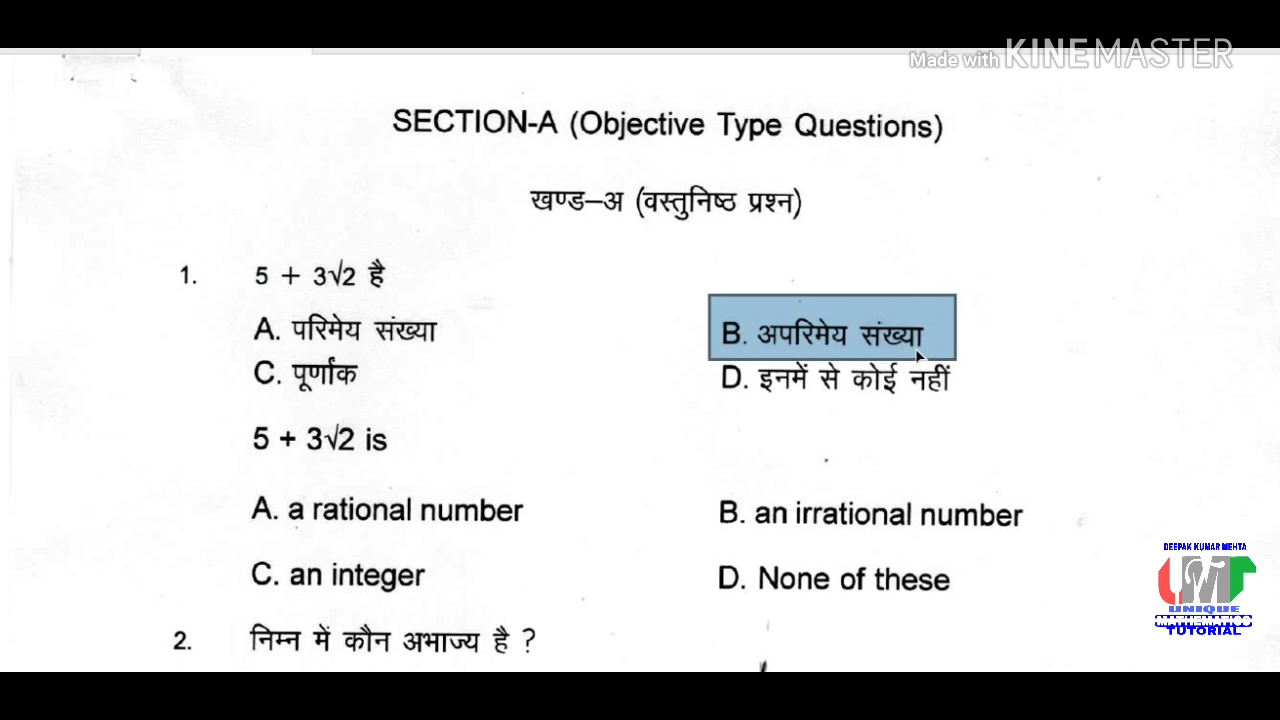 Made with KINEMASTER
SECTION-A (Objective Type Questions)
खण्ड–अ (वस्तुनिष्ठ प्रश्न)
1. 5 + 3√2 है
A. परिमेय संख्या B. अपरिमेय संख्या
C. पूर्णांक D. इनमें से कोई नहीं
5 + 3√2 is
A. a rational number B. an irrational number
C. an integer D. None of these
DEEPAK KUMAR MEHTA
UNIQUE
MATHEMATICS
TUTORIAL
2. निम्न में कौन अभाज्य है ?